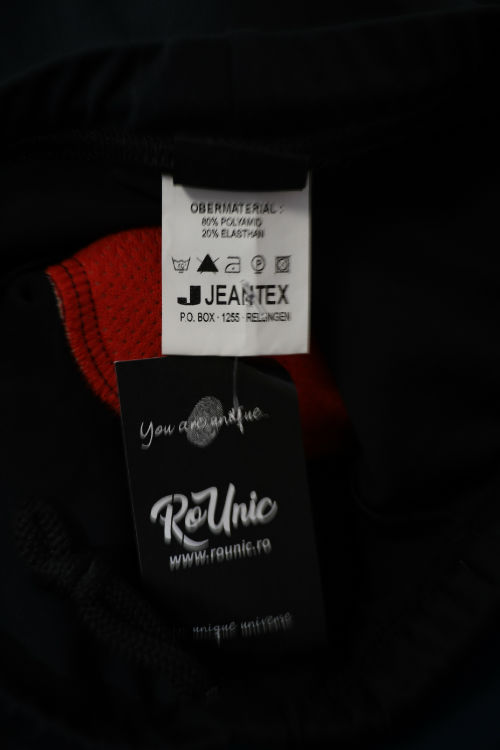 OBERMATERIAL :
80% POLYAMID
20% ELASTHAN
JEANTEX
P.O. BOX · 1255 · RELLINGEN
You are unique
RoUnic
www.rounic.ro
unique universe